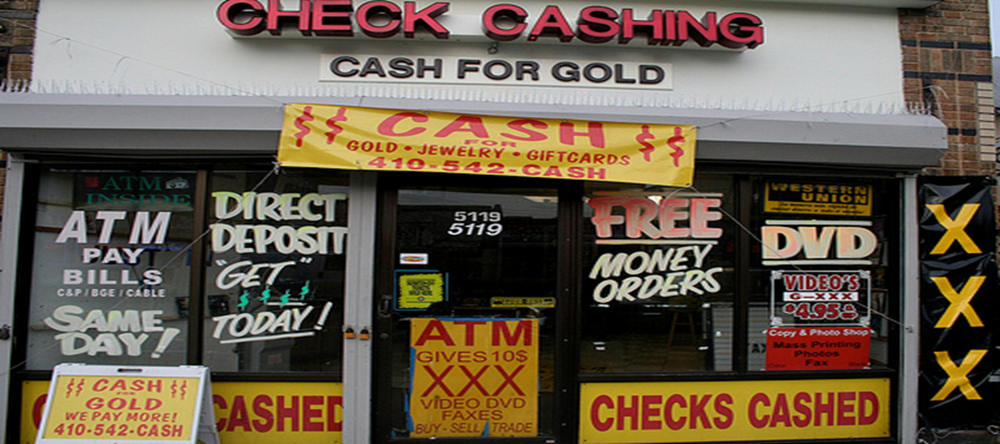 CHECK CASHING
CASH FOR GOLD
$ CASH $
FOR
GOLD • JEWELRY • GIFTCARDS
410-542-CASH
ATM
INSIDE
ATM
PAY
BILLS
C&P / BGE / CABLE
SAME
DAY!
DIRECT
DEPOSIT
"GET"
$ $ $ $
TODAY!
5119
5119
ATM
GIVES 10$
XXX
VIDEO DVD
FAXES
BUY - SELL TRADE
FREE
MONEY
ORDERS
WESTERN
UNION
DVD
VIDEO'S
G-XXX
$4.95
Copy & Photo Shop
Mass Printing
Photos
Fax
X
X
X
$$ CASH $$
FOR
GOLD
WE PAY MORE!
410-542-CASH
CASHED
CHECKS CASHED